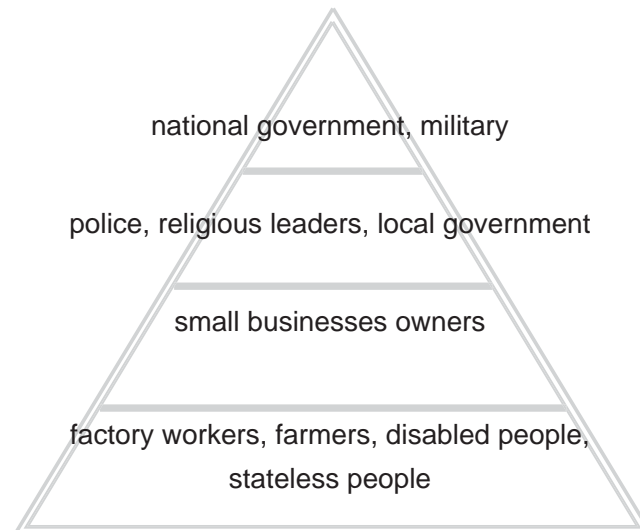 national government, military
police, religious leaders, local government
small businesses owners
factory workers, farmers, disabled people,
stateless people